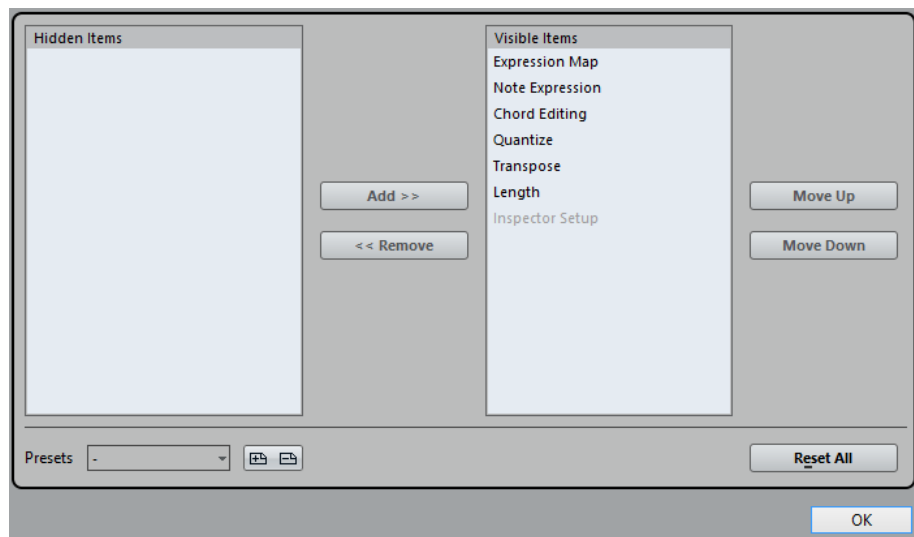 Hidden Items
Visible Items
Expression Map
Note Expression
Chord Editing
Quantize
Transpose
Length
Inspector Setup
Add >>
<< Remove
Move Up
Move Down
Presets
-
Reset All
OK